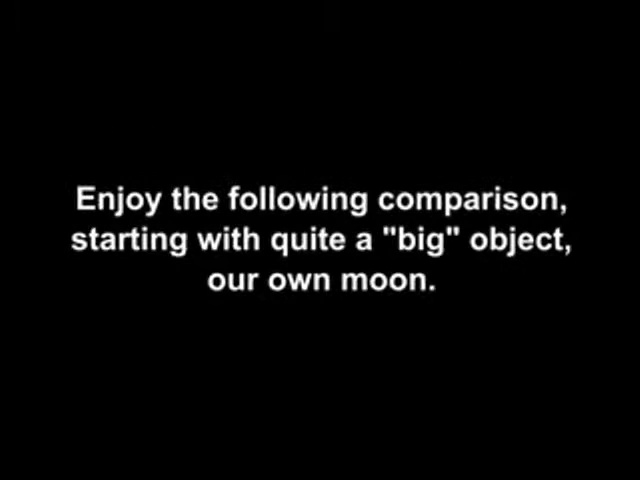 Enjoy the following comparison,
starting with quite a "big" object,
our own moon.